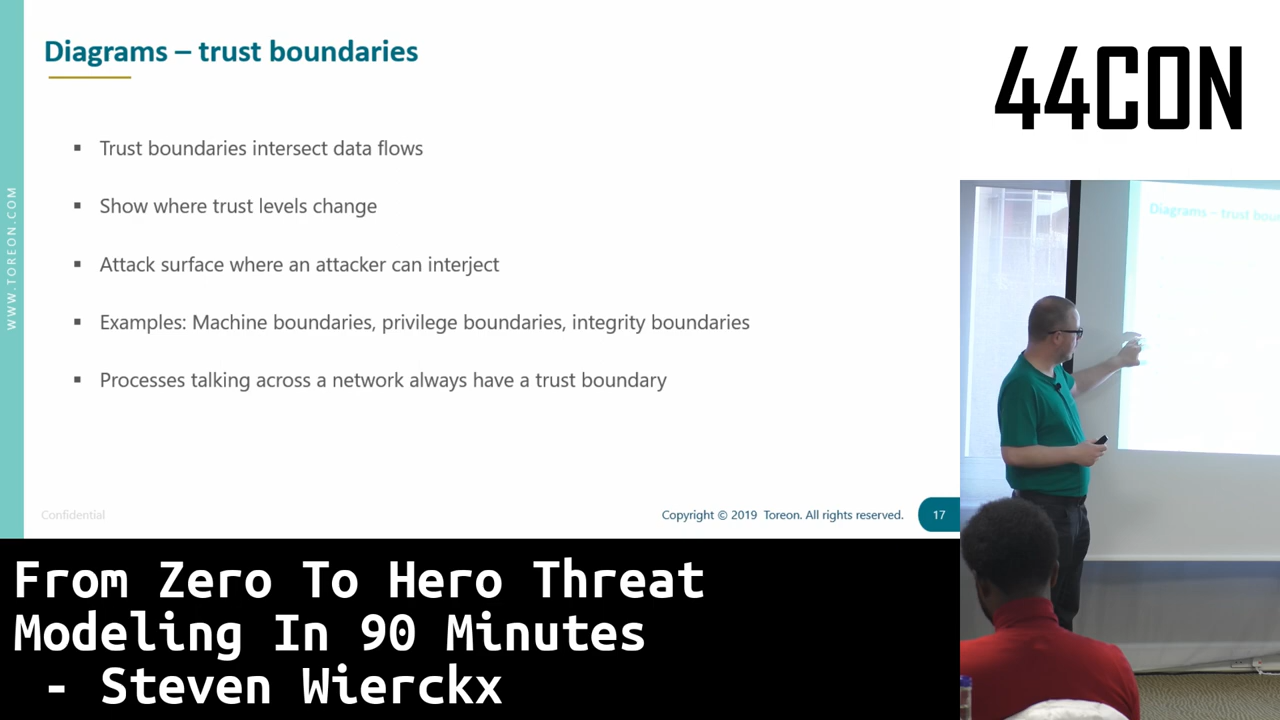 Diagrams – trust boundaries
▪ Trust boundaries intersect data flows
▪ Show where trust levels change
▪ Attack surface where an attacker can interject
▪ Examples: Machine boundaries, privilege boundaries, integrity boundaries
▪ Processes talking across a network always have a trust boundary
WWW.TOREON.COM
Confidential
Copyright © 2019 Toreon. All rights reserved.
17
44CON
Diagrams – trust boun
From Zero To Hero Threat
Modeling In 90 Minutes
- Steven Wierckx